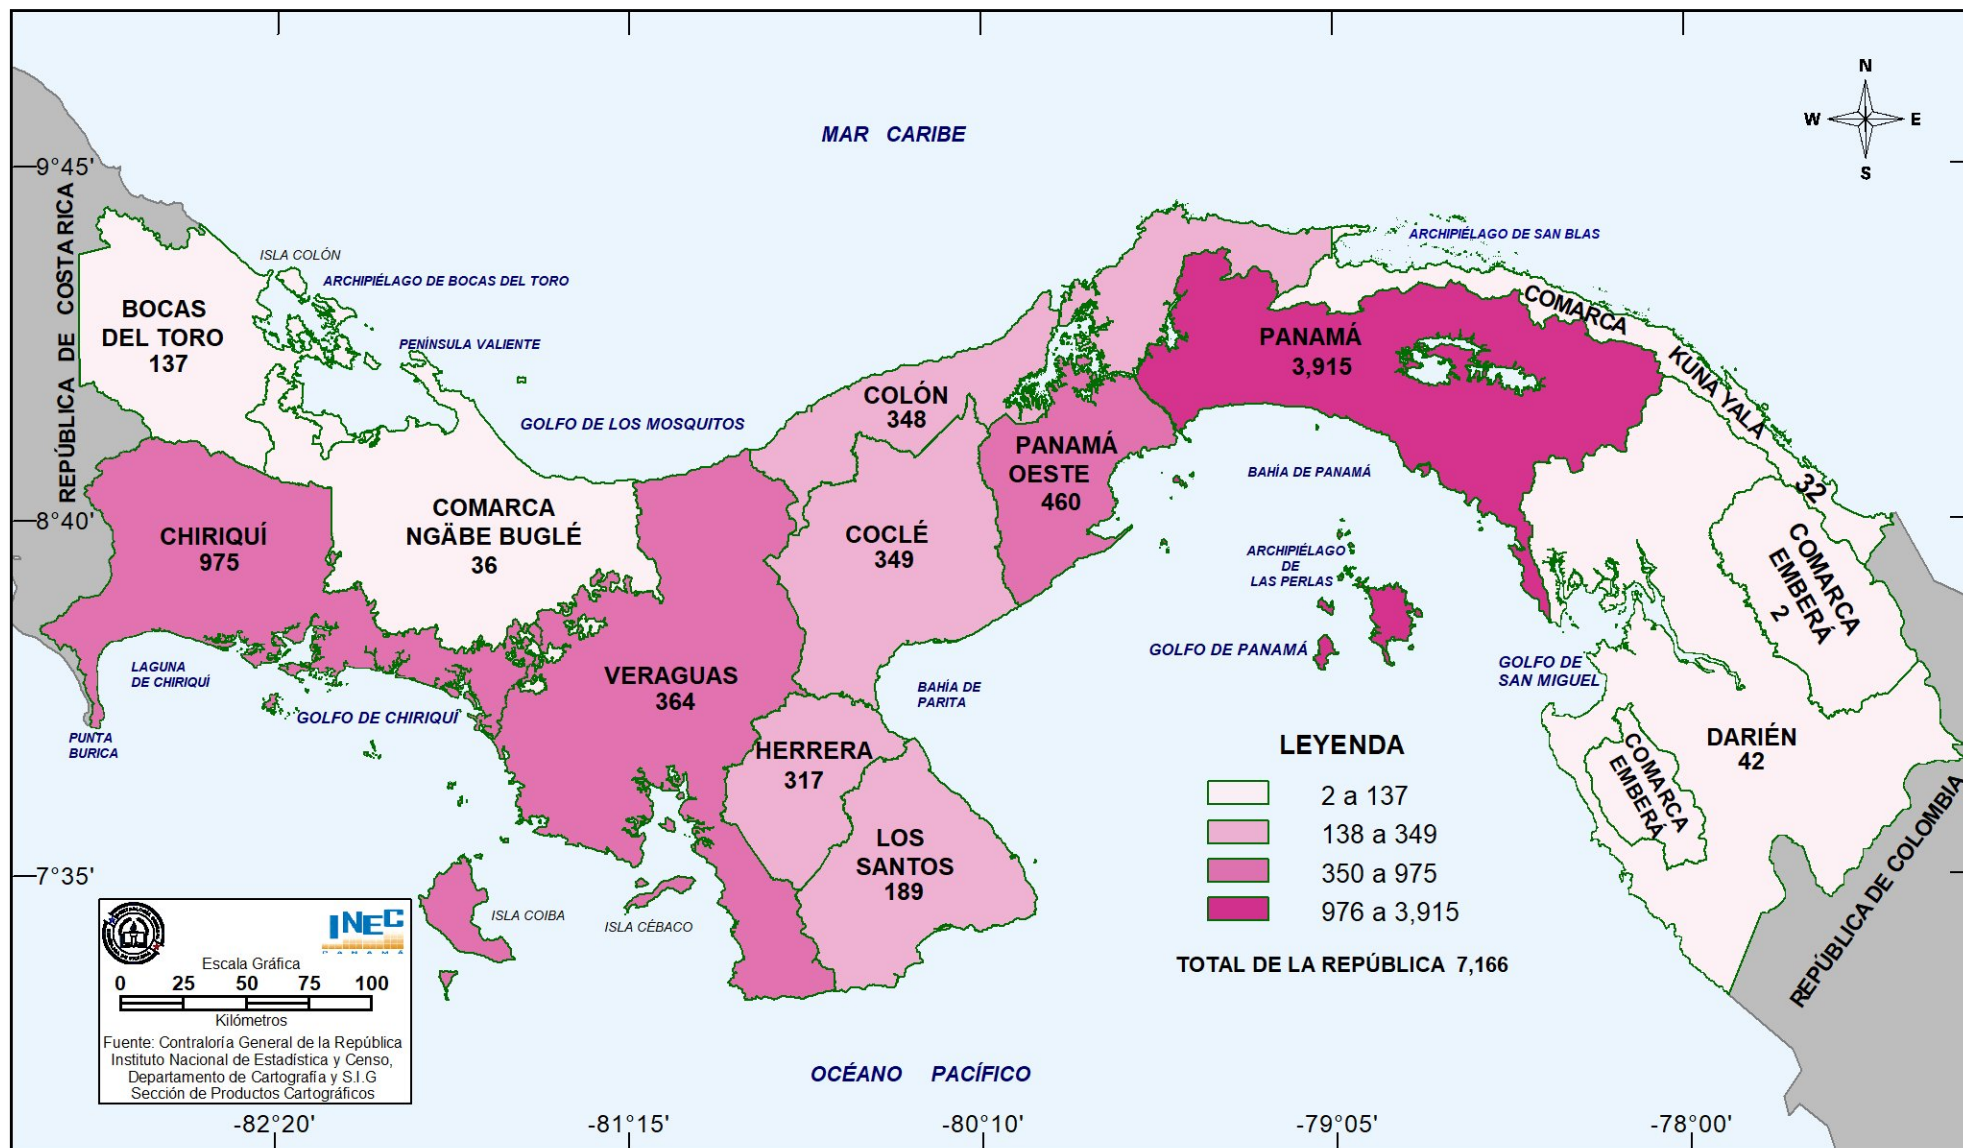 N
W E
S
MAR CARIBE
9°45'
8°40'
7°35'
REPÚBLICA DE COSTARICA
ISLA COLÓN
ARCHIPIÉLAGO DE BOCAS DEL TORO
BOCAS
DEL TORO
137
PENÍNSULA VALIENTE
GOLFO DE LOS MOSQUITOS
ARCHIPIÉLAGO DE SAN BLAS
COMARCA
KUNA YALA
32
PANAMÁ
3,915
COLÓN
348
PANAMÁ
OESTE
460
BAHÍA DE PANAMÁ
CHIRIQUÍ
975
COMARCA
NGÄBE BUGLÉ
36
COCLÉ
349
ARCHIPIÉLAGO
DE
LAS PERLAS
COMARCA
EMBERÁ
2
GOLFO DE PANAMÁ
GOLFO DE
SAN MIGUEL
LAGUNA
DE CHIRIQUÍ
VERAGUAS
364
BAHÍA DE
PARITA
GOLFO DE CHIRIQUÍ
PUNTA
BURICA
HERRERA
317
DARIÉN
42
COMARCA
EMBERÁ
LOS
SANTOS
189
ISLA COIBA
ISLA CÉBACO
REPÚBLICA DE COLOMBIA
LEYENDA
2 a 137
138 a 349
350 a 975
976 a 3,915
TOTAL DE LA REPÚBLICA 7,166
INEC
PANAMÁ
Escala Gráfica
0 25 50 75 100
Kilómetros
Fuente: Contraloría General de la República
Instituto Nacional de Estadística y Censo,
Departamento de Cartografía y S.I.G
Sección de Productos Cartográficos
OCÉANO PACÍFICO
-82°20' -81°15' -80°10' -79°05' -78°00'